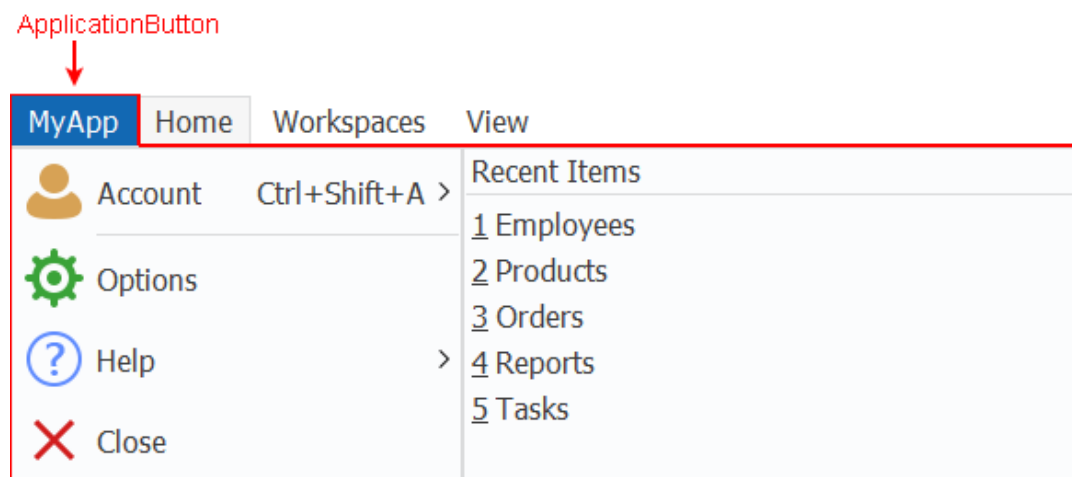 ApplicationButton
MyApp Home Workspaces View
Account Ctrl+Shift+A >
Options
Help >
Close
Recent Items
1 Employees
2 Products
3 Orders
4 Reports
5 Tasks